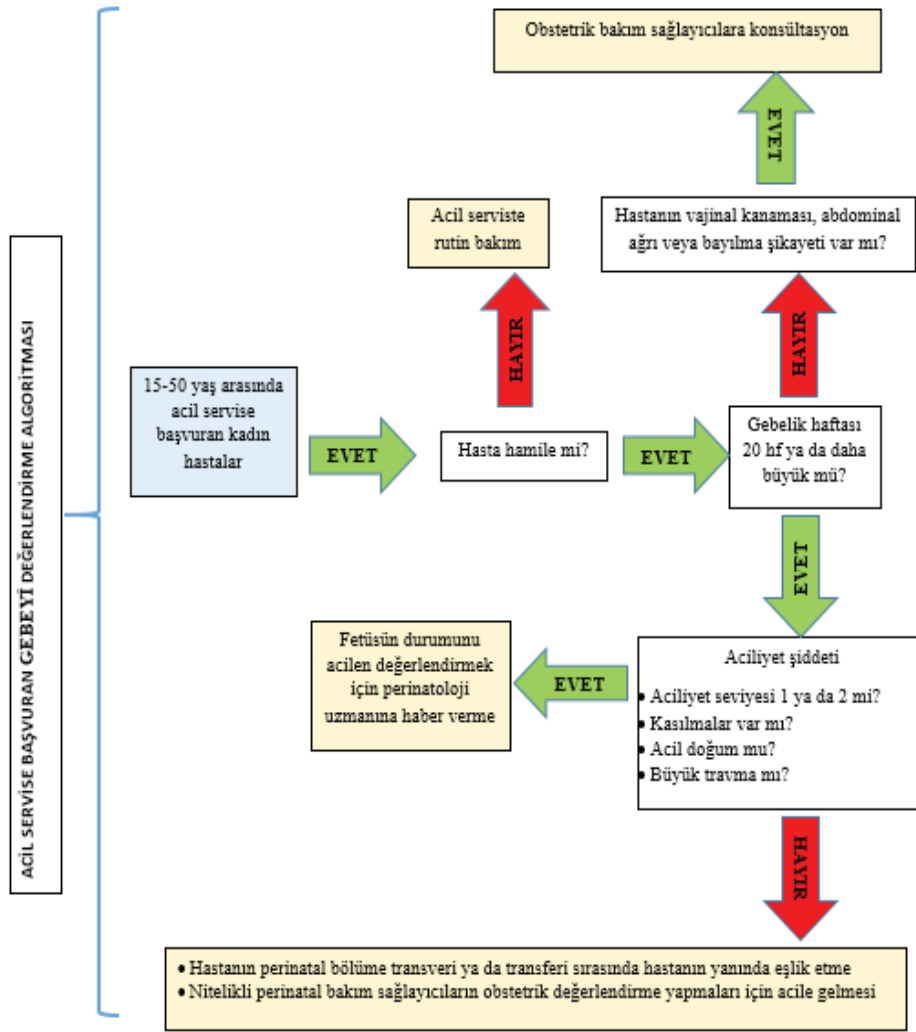 ACİL SERVİSE BAŞVURAN GEBEYİ DEĞERLENDİRME ALGORİTMASI
Obstetrik bakım sağlayıcılara konsültasyon
EVET
Acil serviste
rutin bakım
Hastanın vajinal kanaması, abdominal
ağrı veya bayılma şikayeti var mı?
HAYIR
HAYIR
15-50 yaş arasında
acil servise
başvuran kadın
hastalar
EVET
Hasta hamile mi?
EVET
Gebelik haftası
20 hf ya da daha
büyük mü?
EVET
Fetüsün durumunu
acilen değerlendirmek
için perinatoloji
uzmanına haber verme
EVET
Aciliyet şiddeti
• Aciliyet seviyesi 1 ya da 2 mi?
• Kasılmalar var mı?
• Acil doğum mu?
• Büyük travma mı?
HAYIR
• Hastanın perinatal bölüme transveri ya da transferi sırasında hastanın yanında eşlik etme
• Nitelikli perinatal bakım sağlayıcıların obstetrik değerlendirme yapmaları için acile gelmesi